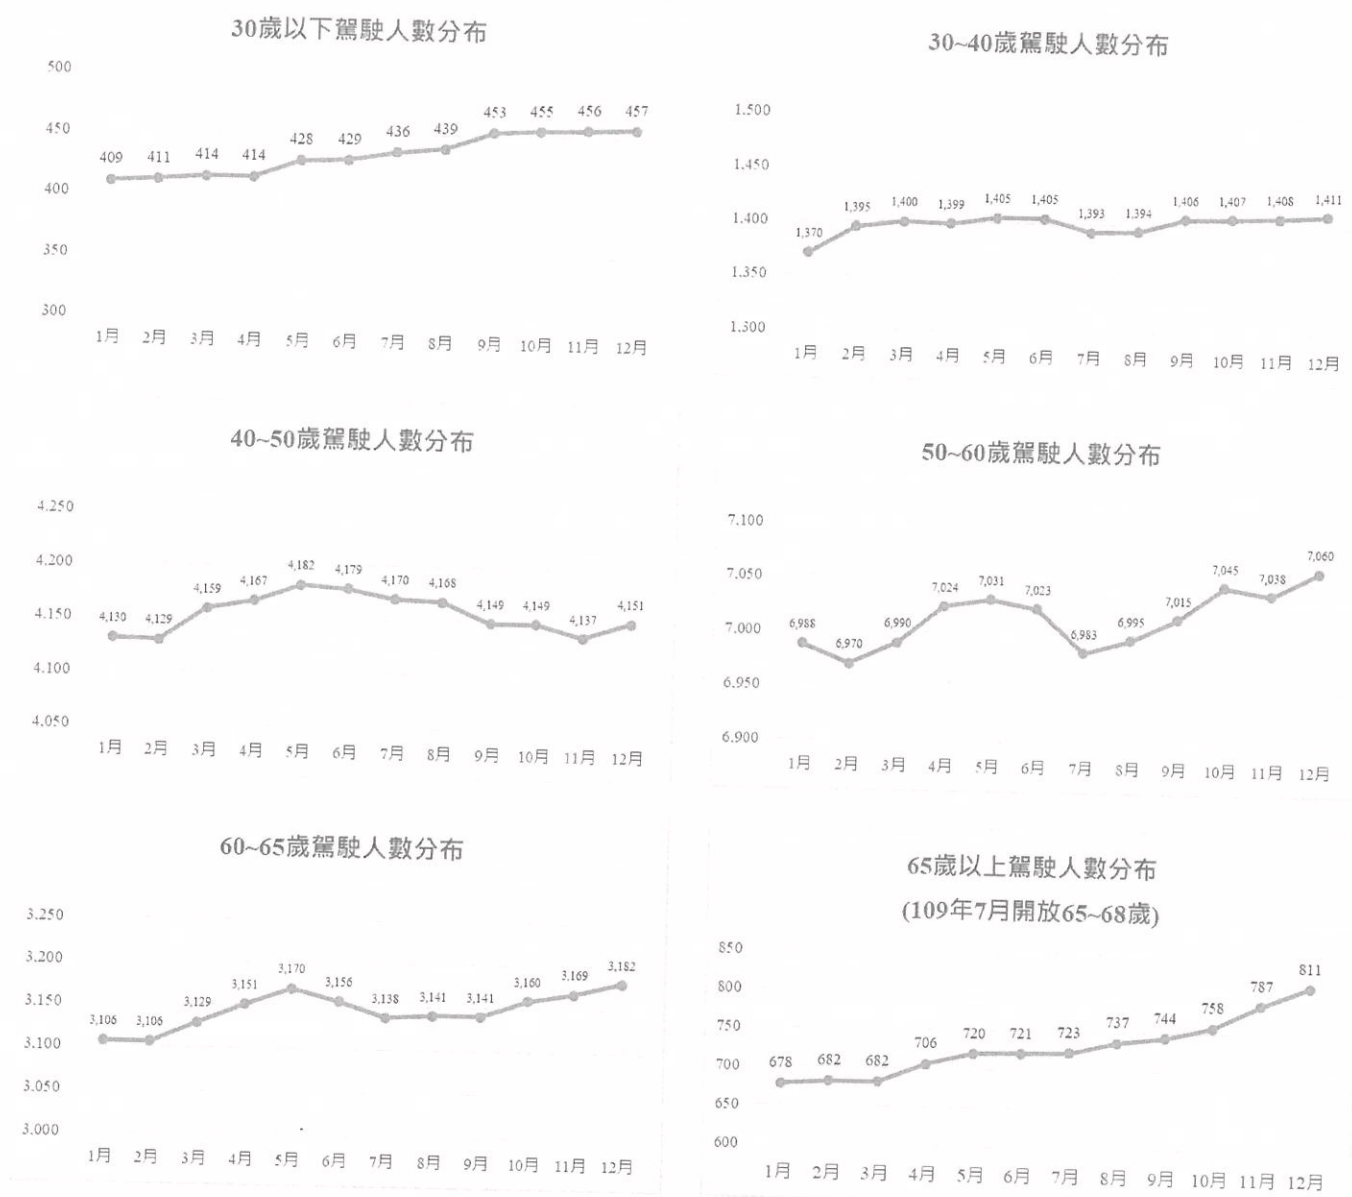 30歲以下駕駛人數分布
500
450
400
350
300
409 411 414 414 428 429 436 439 453 455 456 457
1月 2月 3月 4月 5月 6月 7月 8月 9月 10月 11月 12月
30~40歲駕駛人數分布
1.500
1.450
1.400
1.350
1.300
1,370 1,395 1,400 1,399 1,405 1,405 1,393 1,394 1,406 1,407 1,408 1,411
1月 2月 3月 4月 5月 6月 7月 8月 9月 10月 11月 12月
40~50歲駕駛人數分布
4.250
4.200
4.150
4.100
4.050
4,130 4,129 4,159 4,167 4,182 4,179 4,170 4,168 4,149 4,149 4,137 4,151
1月 2月 3月 4月 5月 6月 7月 8月 9月 10月 11月 12月
50~60歲駕駛人數分布
7.100
7.050
7.000
6.950
6.900
6,988 6,970 6,990 7,024 7,031 7,023 6,983 6,995 7,015 7,045 7,038 7,060
1月 2月 3月 4月 5月 6月 7月 8月 9月 10月 11月 12月
60~65歲駕駛人數分布
3.250
3.200
3.150
3.100
3.050
3.000
3,106 3,106 3,129 3,151 3,170 3,156 3,138 3,141 3,141 3,160 3,169 3,182
1月 2月 3月 4月 5月 6月 7月 8月 9月 10月 11月 12月
65歲以上駕駛人數分布
(109年7月開放65~68歲)
850
800
750
700
650
600
678 682 682 706 720 721 723 737 744 758 787 811
1月 2月 3月 4月 5月 6月 7月 8月 9月 10月 11月 12月